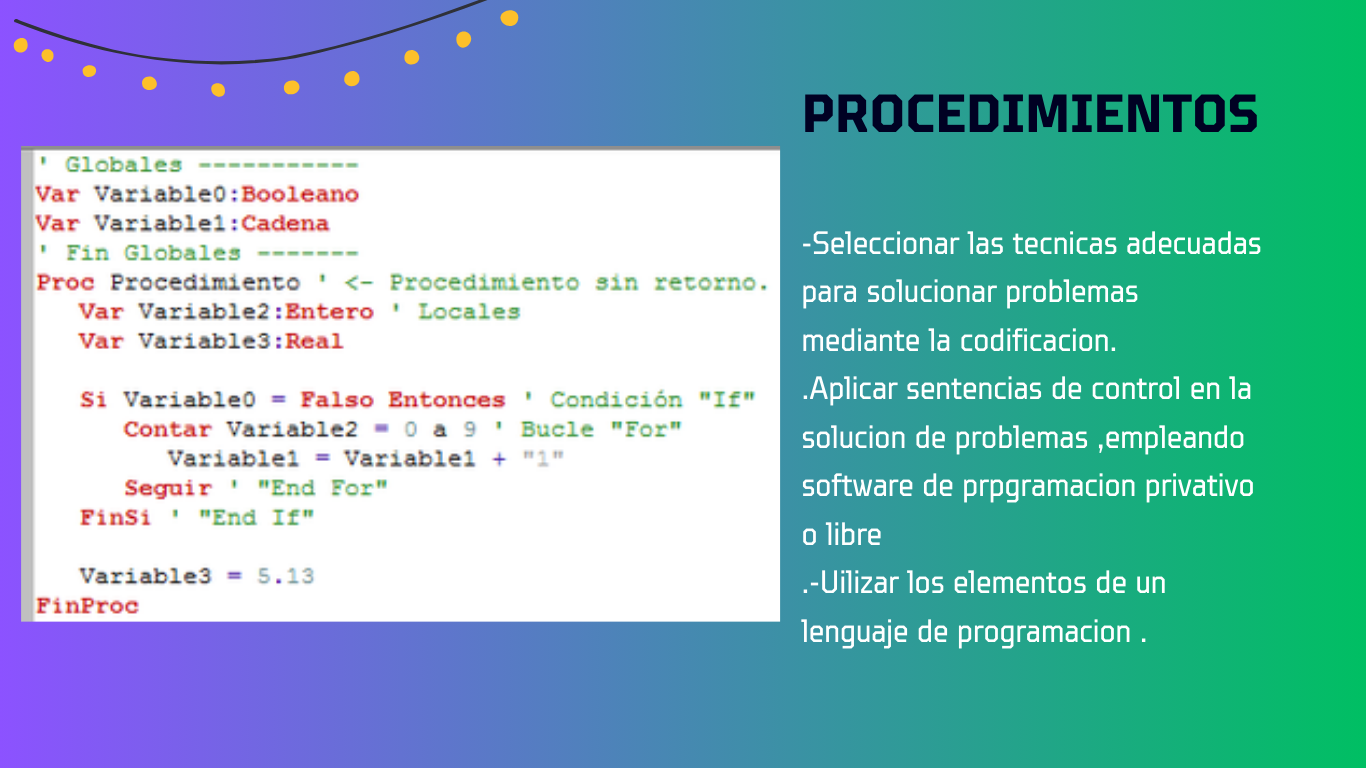 PROCEDIMIENTOS
' Globales -----------
Var Variable0:Booleano
Var Variable1:Cadena
' Fin Globales -------
Proc Procedimiento ' <- Procedimiento sin retorno.
Var Variable2:Entero ' Locales
Var Variable3:Real
Si Variable0 = Falso Entonces ' Condición "If"
Contar Variable2 = 0 a 9 ' Bucle "For"
Variable1 = Variable1 + "1"
Seguir ' "End For"
FinSi ' "End If"
Variable3 = 5.13
FinProc
-Seleccionar las tecnicas adecuadas
para solucionar problemas
mediante la codificacion.
.Aplicar sentencias de control en la
solucion de problemas ,empleando
software de prpgramacion privativo
o libre
.-Uilizar los elementos de un
lenguaje de programacion .